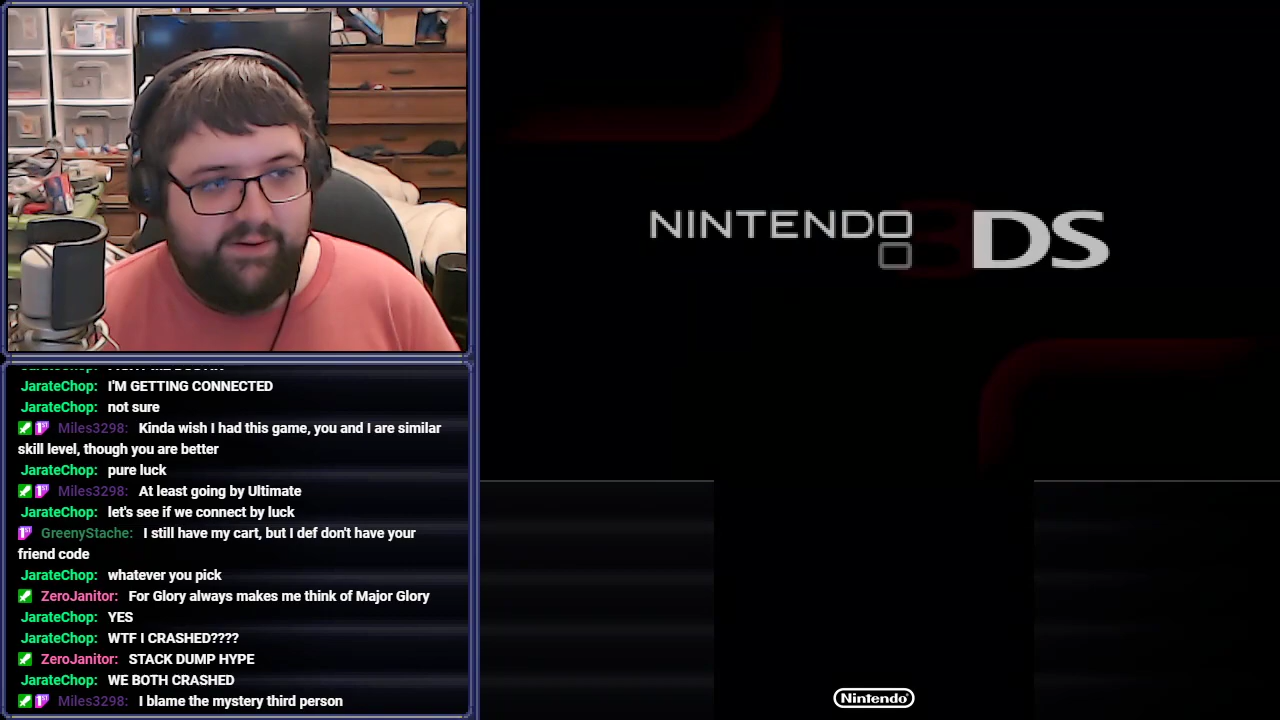 JarateChop: I'M GETTING CONNECTED
JarateChop: not sure
Miles3298: Kinda wish I had this game, you and I are similar
skill level, though you are better
JarateChop: pure luck
Miles3298: At least going by Ultimate
JarateChop: let's see if we connect by luck
GreenyStache: I still have my cart, but I def don't have your
friend code
JarateChop: whatever you pick
ZeroJanitor: For Glory always makes me think of Major Glory
JarateChop: YES
JarateChop: WTF I CRASHED????
ZeroJanitor: STACK DUMP HYPE
JarateChop: WE BOTH CRASHED
Miles3298: I blame the mystery third person
NINTENDO 3DS
Nintendo